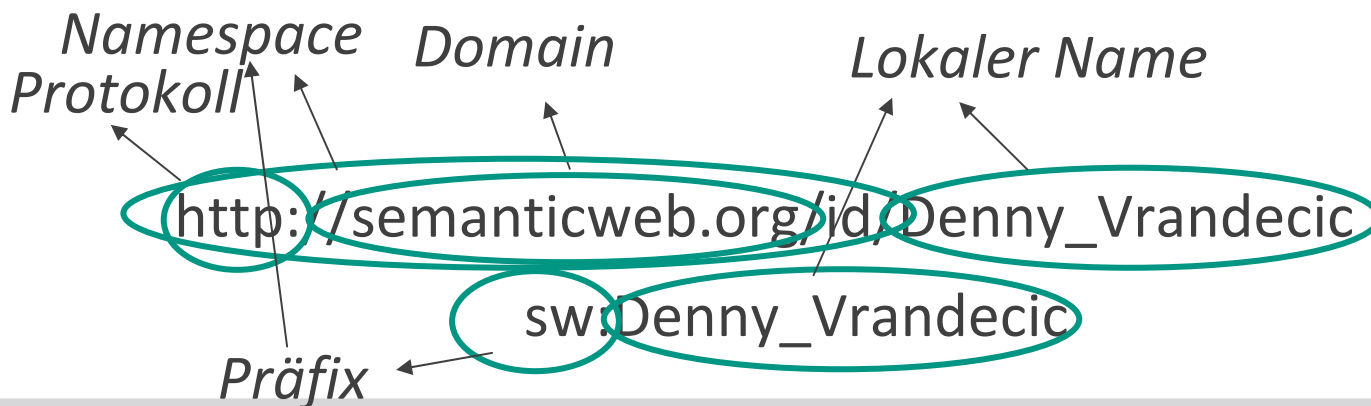 Namespace
Domain
Lokaler Name
Protokoll
http://semanticweb.org/id/Denny_Vrandecic
sw:Denny_Vrandecic
Präfix